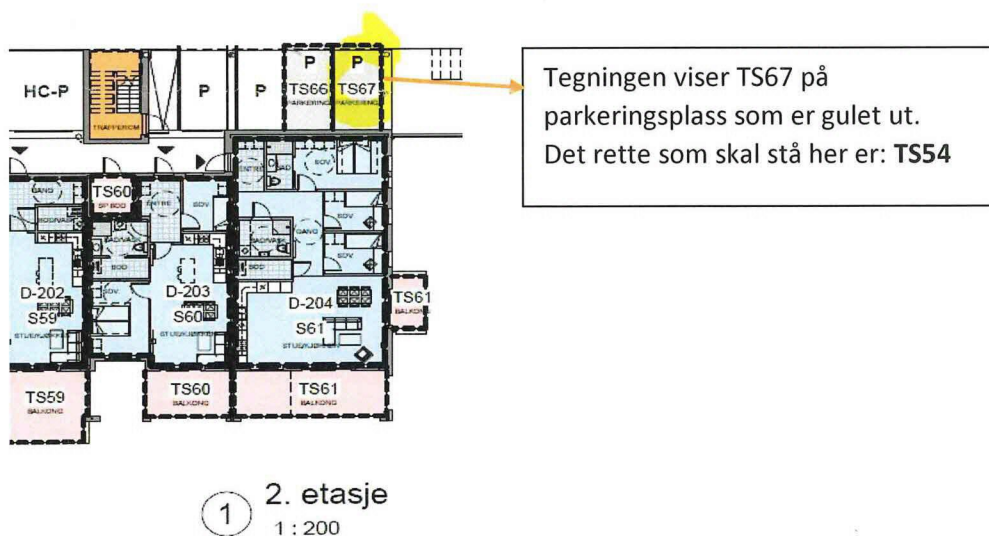 P
P
HC-P
P
P
TS66
TS67
PARKERING
PARKERING
TRAPPEROM
Tegningen viser TS67 på
parkeringsplass som er gulet ut.
Det rette som skal stå her er: TS54
ENTRE
BAD
SOV
TS60
SP.BOD
GANG
ENTRE
SOV
BOD/VASK
BAD/VASK
BAD/VASK
GANG
SOV
SOV
BOD
BOD
D-202
S59
STUE/KJØKKEN
SOV
D-203
S60
STUE/KJØKKEN
D-204
S61
STUE/KJØKKEN
TS61
BALKONG
TS59
BALKONG
TS60
BALKONG
TS61
BALKONG
1
2. etasje
1 : 200